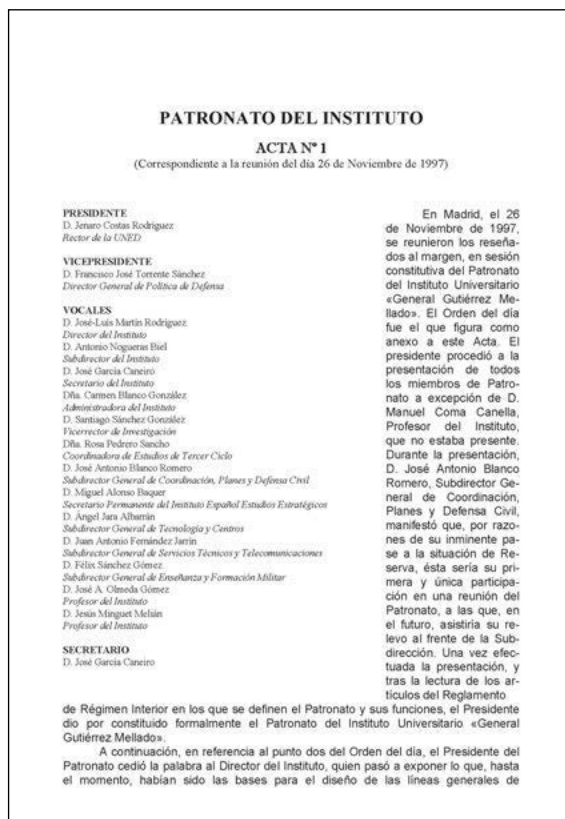 PATRONATO DEL INSTITUTO
ACTA Nº 1
(Correspondiente a la reunión del día 26 de Noviembre de 1997)
PRESIDENTE
D. Jenaro Costas Rodríguez
Rector de la UNED
VICEPRESIDENTE
D. Francisco José Torrente Sánchez
Director General de Política de Defensa
VOCALES
D. José-Luis Martín Rodríguez
Director del Instituto
D. Antonio Nogueras Biel
Subdirector del Instituto
D. José García Caneiro
Secretario del Instituto
Dña. Carmen Blanco González
Administradora del Instituto
D. Santiago Sánchez González
Vicerrector de Investigación
Dña. Rosa Pedrero Sancho
Coordinadora de Estudios de Tercer Ciclo
D. José Antonio Blanco Romero
Subdirector General de Coordinación, Planes y Defensa Civil
D. Miguel Alonso Baquer
Secretario Permanente del Instituto Español Estudios Estratégicos
D. Ángel Jara Albarrán
Subdirector General de Tecnología y Centros
D. Juan Antonio Fernández Jarrín
Subdirector General de Servicios Técnicos y Telecomunicaciones
D. Félix Sánchez Gómez
Subdirector General de Enseñanza y Formación Militar
D. José A. Olmeda Gómez
Profesor del Instituto
D. Jesús Minguet Melián
Profesor del Instituto
SECRETARIO
D. José García Caneiro
En Madrid, el 26
de Noviembre de 1997,
se reunieron los reseña-
dos al margen, en sesión
constitutiva del Patronato
del Instituto Universitario
«General Gutiérrez Me-
llado». El Orden del día
fue el que figura como
anexo a este Acta. El
presidente procedió a la
presentación de todos
los miembros de Patro-
nato a excepción de D.
Manuel Coma Canella,
Profesor del Instituto,
que no estaba presente.
Durante la presentación,
D. José Antonio Blanco
Romero, Subdirector Ge-
neral de Coordinación,
Planes y Defensa Civil,
manifestó que, por razo-
nes de su inminente pa-
se a la situación de Re-
serva, ésta sería su pri-
mera y única participa-
ción en una reunión del
Patronato, a las que, en
el futuro, asistiría su re-
levo al frente de la Sub-
dirección. Una vez efec-
tuada la presentación, y
tras la lectura de los ar-
tículos del Reglamento
de Régimen Interior en los que se definen el Patronato y sus funciones, el Presidente
dio por constituido formalmente el Patronato del Instituto Universitario «General
Gutiérrez Mellado».
A continuación, en referencia al punto dos del Orden del día, el Presidente del
Patronato cedió la palabra al Director del Instituto, quien pasó a exponer lo que, hasta
el momento, habían sido las bases para el diseño de las líneas generales de